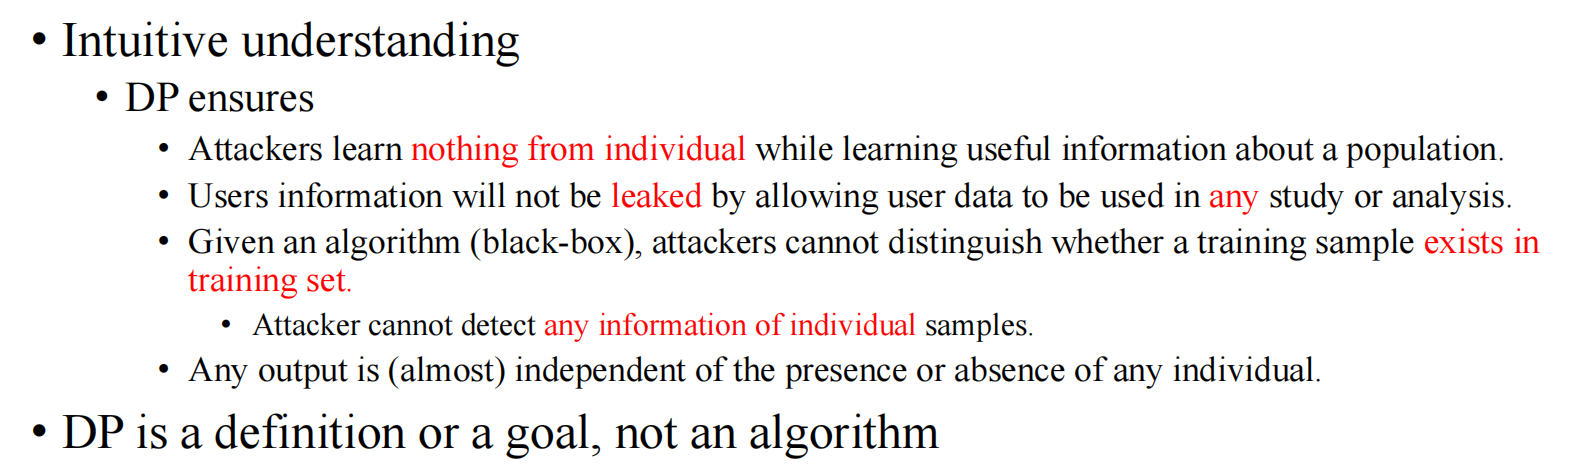 • Intuitive understanding
• DP ensures
• Attackers learn nothing from individual while learning useful information about a population.
• Users information will not be leaked by allowing user data to be used in any study or analysis.
• Given an algorithm (black-box), attackers cannot distinguish whether a training sample exists in
training set.
• Attacker cannot detect any information of individual samples.
• Any output is (almost) independent of the presence or absence of any individual.
• DP is a definition or a goal, not an algorithm